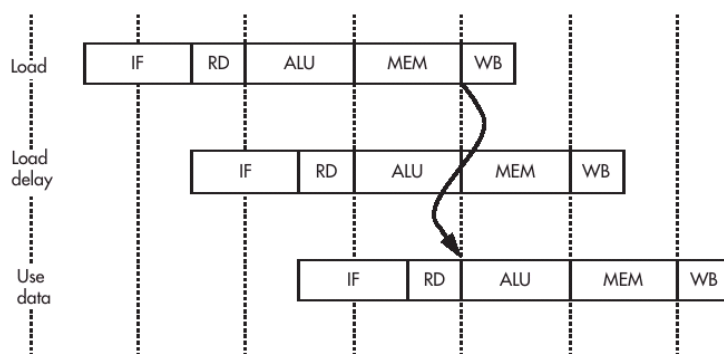 Load IF RD ALU MEM WB
Load
delay
IF RD ALU MEM WB
Use
data
IF RD ALU MEM WB